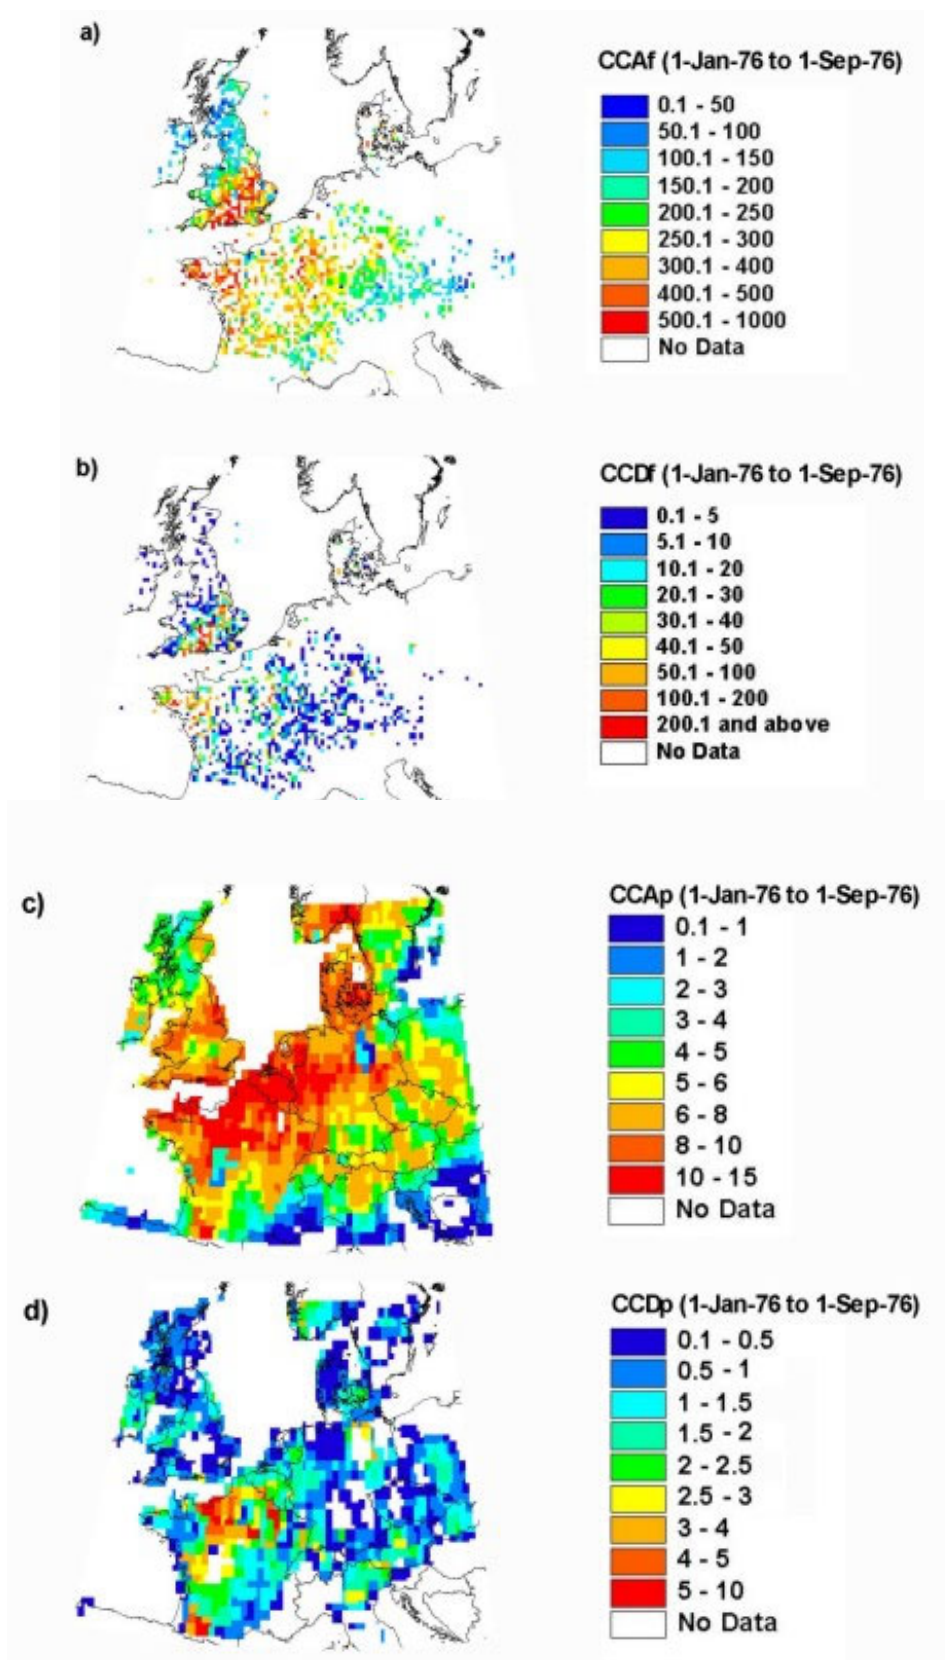 a)
CCAf (1-Jan-76 to 1-Sep-76)
0.1 - 50
50.1 - 100
100.1 - 150
150.1 - 200
200.1 - 250
250.1 - 300
300.1 - 400
400.1 - 500
500.1 - 1000
No Data
b)
CCDf (1-Jan-76 to 1-Sep-76)
0.1 - 5
5.1 - 10
10.1 - 20
20.1 - 30
30.1 - 40
40.1 - 50
50.1 - 100
100.1 - 200
200.1 and above
No Data
c)
CCAp (1-Jan-76 to 1-Sep-76)
0.1 - 1
1 - 2
2 - 3
3 - 4
4 - 5
5 - 6
6 - 8
8 - 10
10 - 15
No Data
d)
CCDp (1-Jan-76 to 1-Sep-76)
0.1 - 0.5
0.5 - 1
1 - 1.5
1.5 - 2
2 - 2.5
2.5 - 3
3 - 4
4 - 5
5 - 10
No Data